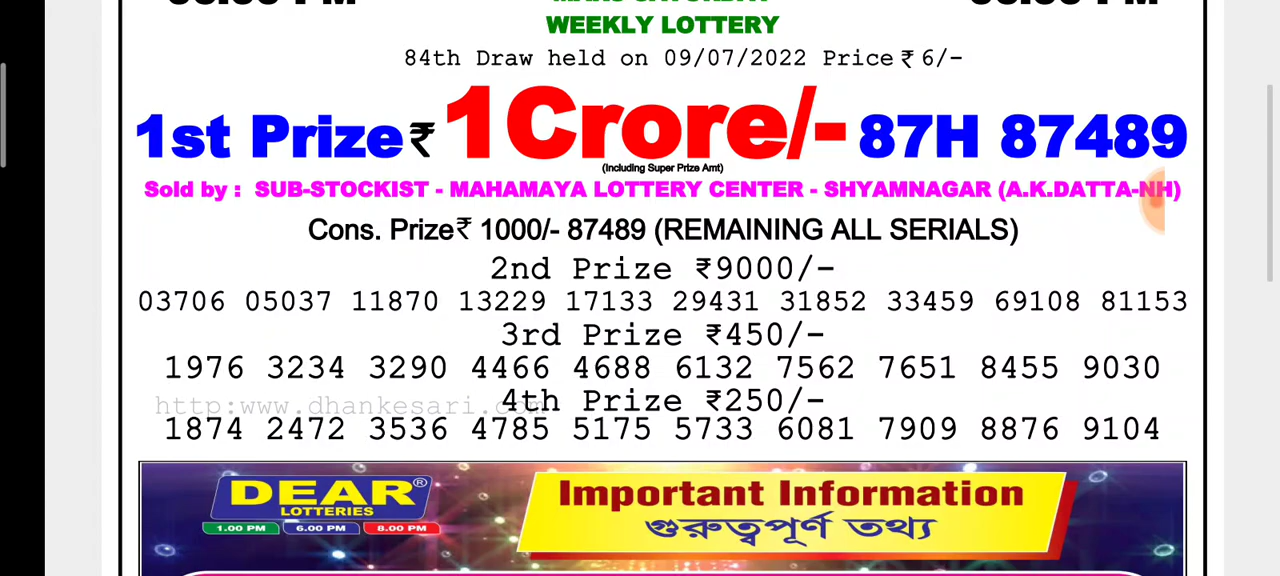 WEEKLY LOTTERY
84th Draw held on 09/07/2022 Price ₹ 6/-
1st Prize ₹ 1Crore/- 87H 87489
(Including Super Prize Amt)
Sold by : SUB-STOCKIST - MAHAMAYA LOTTERY CENTER - SHYAMNAGAR (A.K.DATTA-NH)
Cons. Prize ₹ 1000/- 87489 (REMAINING ALL SERIALS)
2nd Prize ₹9000/-
03706 05037 11870 13229 17133 29431 31852 33459 69108 81153
3rd Prize ₹450/-
1976 3234 3290 4466 4688 6132 7562 7651 8455 9030
http:www.dhankesari.com
4th Prize ₹250/-
1874 2472 3536 4785 5175 5733 6081 7909 8876 9104
DEAR®
LOTTERIES
1.00 PM 6.00 PM 8.00 PM
Important Information
গুরুত্বপূর্ণ তথ্য